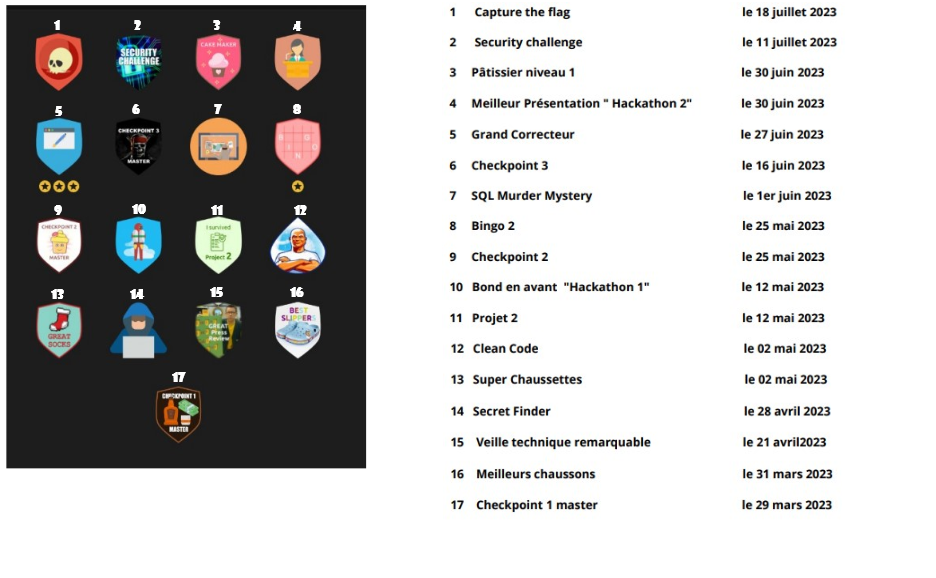 1 2 3 4
SECURITY
CHALLENGE
CAKE MAKER
5 6 7 8
CHECKPOINT 3
MASTER
B I N G O
9 10 11 12
CHECKPOINT 2
MASTER
I survived
Project 2
13 14 15 16
GREAT
SOCKS
GREAT
Press
Review
BEST
SLIPPERS
17
CHECKPOINT 1
MASTER
1 Capture the flag le 18 juillet 2023
2 Security challenge le 11 juillet 2023
3 Pâtissier niveau 1 le 30 juin 2023
4 Meilleur Présentation " Hackathon 2" le 30 juin 2023
5 Grand Correcteur le 27 juin 2023
6 Checkpoint 3 le 16 juin 2023
7 SQL Murder Mystery le 1er juin 2023
8 Bingo 2 le 25 mai 2023
9 Checkpoint 2 le 25 mai 2023
10 Bond en avant "Hackathon 1" le 12 mai 2023
11 Projet 2 le 12 mai 2023
12 Clean Code le 02 mai 2023
13 Super Chaussettes le 02 mai 2023
14 Secret Finder le 28 avril 2023
15 Veille technique remarquable le 21 avril2023
16 Meilleurs chaussons le 31 mars 2023
17 Checkpoint 1 master le 29 mars 2023